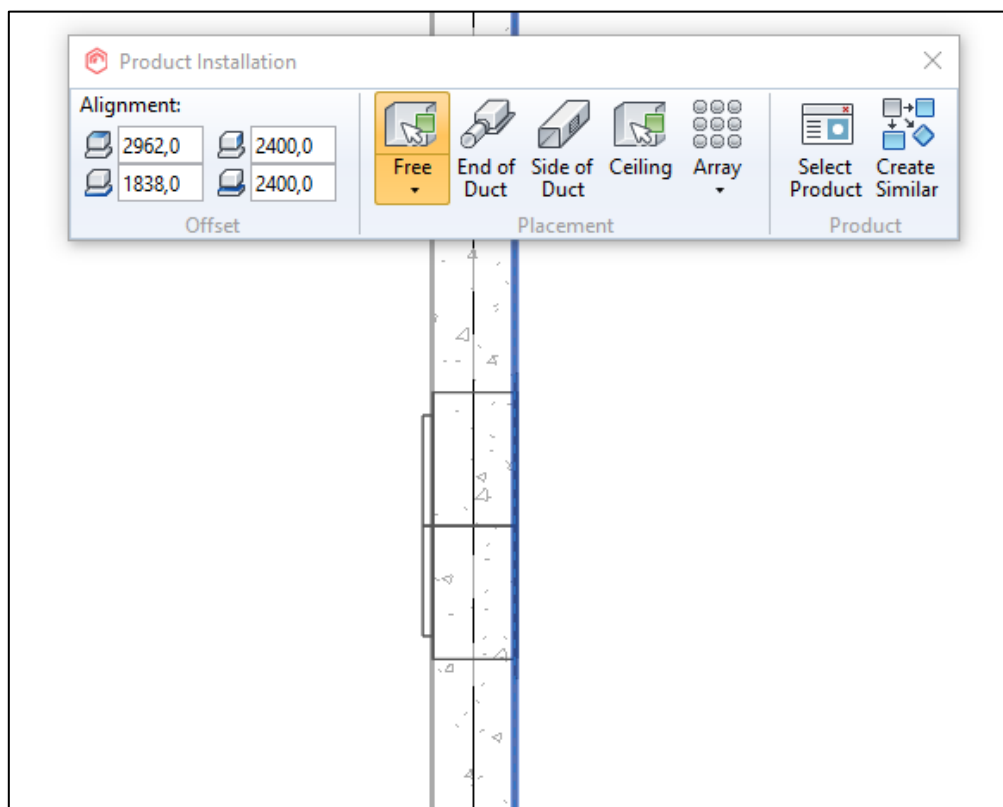 Product Installation
Alignment:
2962,0 2400,0
1838,0 2400,0
Offset
Free
End of Duct
Side of Duct
Ceiling
Array
Placement
Select Product
Create Similar
Product